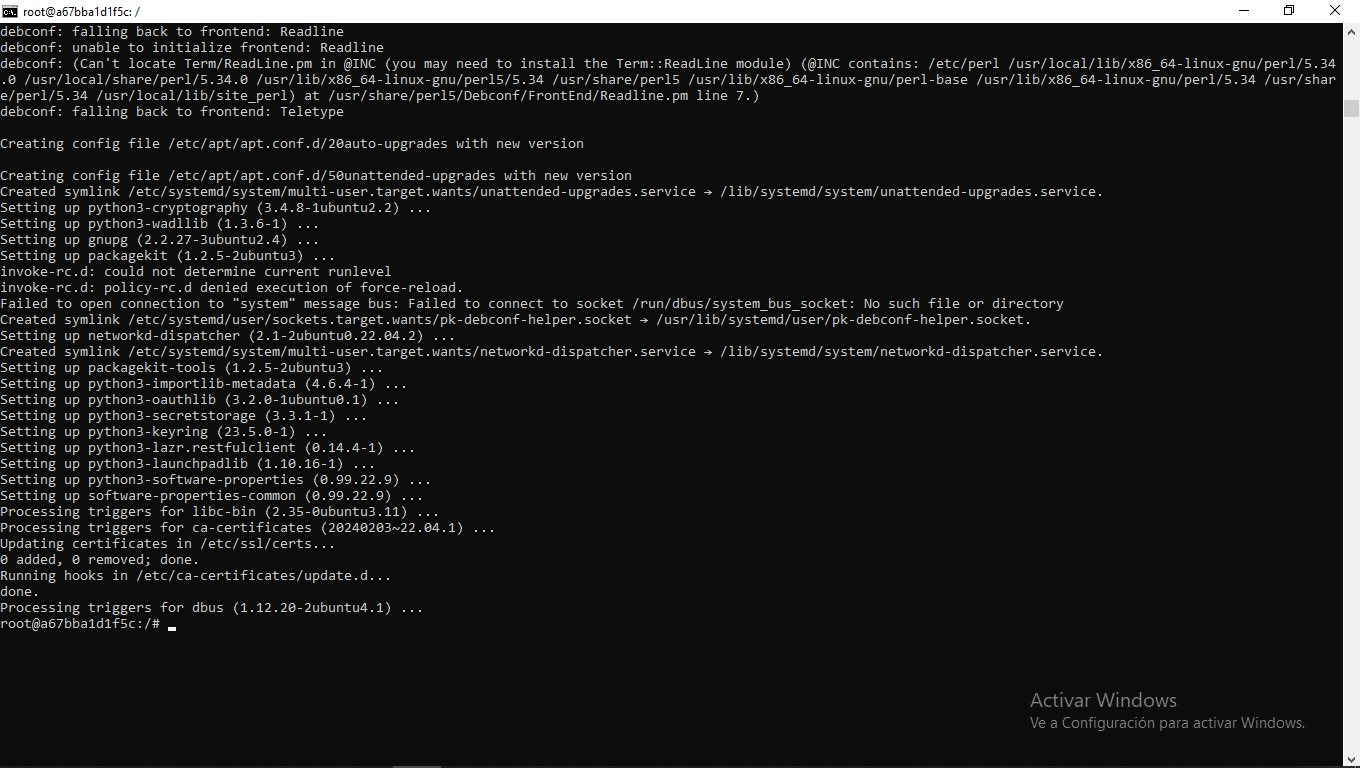 root@a67bba1d1f5c: /
debconf: falling back to frontend: Readline
debconf: unable to initialize frontend: Readline
debconf: (Can't locate Term/ReadLine.pm in @INC (you may need to install the Term::ReadLine module) (@INC contains: /etc/perl /usr/local/lib/x86_64-linux-gnu/perl/5.34
.0 /usr/local/share/perl/5.34.0 /usr/lib/x86_64-linux-gnu/perl5/5.34 /usr/share/perl5 /usr/lib/x86_64-linux-gnu/perl-base /usr/lib/x86_64-linux-gnu/perl/5.34 /usr/shar
e/perl/5.34 /usr/local/lib/site_perl) at /usr/share/perl5/Debconf/FrontEnd/Readline.pm line 7.)
debconf: falling back to frontend: Teletype
Creating config file /etc/apt/apt.conf.d/20auto-upgrades with new version
Creating config file /etc/apt/apt.conf.d/50unattended-upgrades with new version
Created symlink /etc/systemd/system/multi-user.target.wants/unattended-upgrades.service → /lib/systemd/system/unattended-upgrades.service.
Setting up python3-cryptography (3.4.8-1ubuntu2.2) ...
Setting up python3-wadllib (1.3.6-1) ...
Setting up gnupg (2.2.27-3ubuntu2.4) ...
Setting up packagekit (1.2.5-2ubuntu3) ...
invoke-rc.d: could not determine current runlevel
invoke-rc.d: policy-rc.d denied execution of force-reload.
Failed to open connection to "system" message bus: Failed to connect to socket /run/dbus/system_bus_socket: No such file or directory
Created symlink /etc/systemd/user/sockets.target.wants/pk-debconf-helper.socket → /usr/lib/systemd/user/pk-debconf-helper.socket.
Setting up networkd-dispatcher (2.1-2ubuntu0.22.04.2) ...
Created symlink /etc/systemd/system/multi-user.target.wants/networkd-dispatcher.service → /lib/systemd/system/networkd-dispatcher.service.
Setting up packagekit-tools (1.2.5-2ubuntu3) ...
Setting up python3-importlib-metadata (4.6.4-1) ...
Setting up python3-oauthlib (3.2.0-1ubuntu0.1) ...
Setting up python3-secretstorage (3.3.1-1) ...
Setting up python3-keyring (23.5.0-1) ...
Setting up python3-lazr.restfulclient (0.14.4-1) ...
Setting up python3-launchpadlib (1.10.16-1) ...
Setting up python3-software-properties (0.99.22.9) ...
Setting up software-properties-common (0.99.22.9) ...
Processing triggers for libc-bin (2.35-0ubuntu3.11) ...
Processing triggers for ca-certificates (20240203~22.04.1) ...
Updating certificates in /etc/ssl/certs...
0 added, 0 removed; done.
Running hooks in /etc/ca-certificates/update.d...
done.
Processing triggers for dbus (1.12.20-2ubuntu4.1) ...
root@a67bba1d1f5c:/#
Activar Windows
Ve a Configuración para activar Windows.